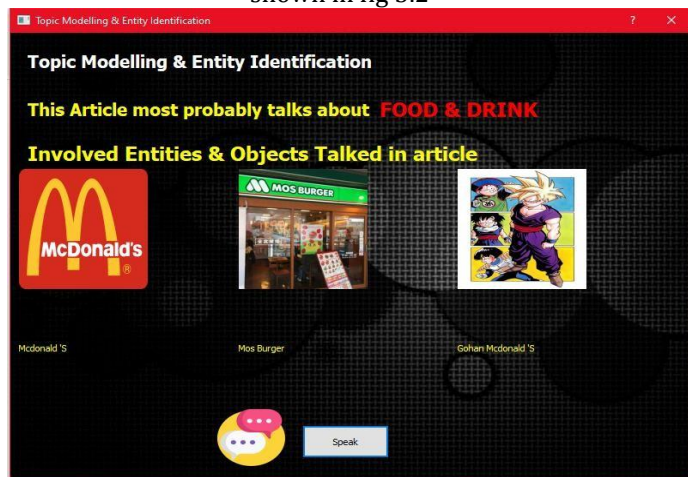 shown in fig 3.2
Topic Modelling & Entity Identification
? ×
Topic Modelling & Entity Identification
This Article most probably talks about FOOD & DRINK
Involved Entities & Objects Talked in article
McDonald's
®
MOS BURGER
Mcdonald 'S
Mos Burger
Gohan Mcdonald 'S
Speak